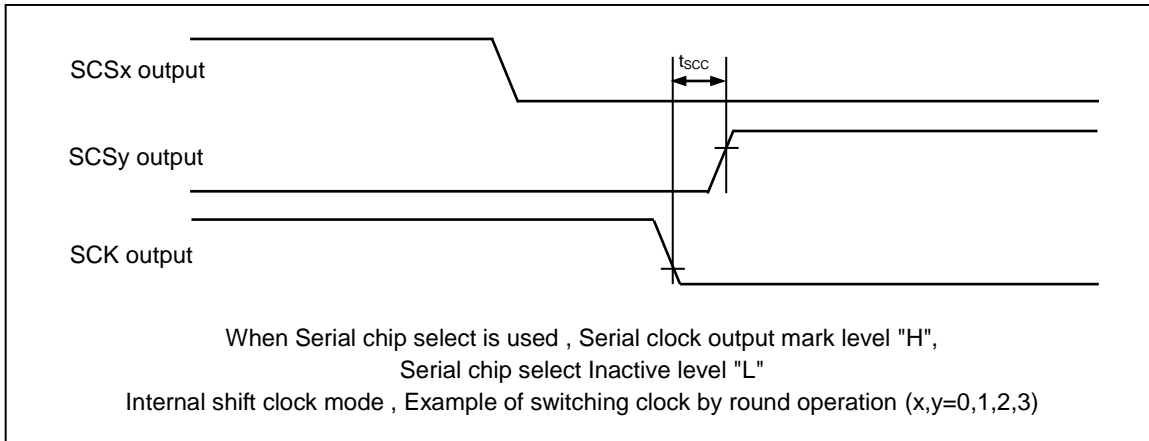 SCSx output
tSCC
SCSy output
SCK output
When Serial chip select is used , Serial clock output mark level "H",
Serial chip select Inactive level "L"
Internal shift clock mode , Example of switching clock by round operation (x,y=0,1,2,3)